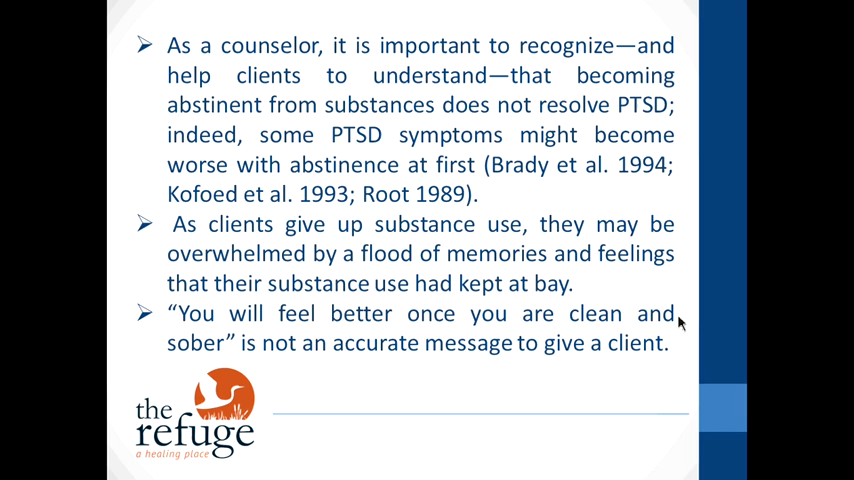 As a counselor, it is important to recognize—and
help clients to understand—that becoming
abstinent from substances does not resolve PTSD;
indeed, some PTSD symptoms might become
worse with abstinence at first (Brady et al. 1994;
Kofoed et al. 1993; Root 1989).
As clients give up substance use, they may be
overwhelmed by a flood of memories and feelings
that their substance use had kept at bay.
“You will feel better once you are clean and
sober” is not an accurate message to give a client.
the
refuge
a healing place